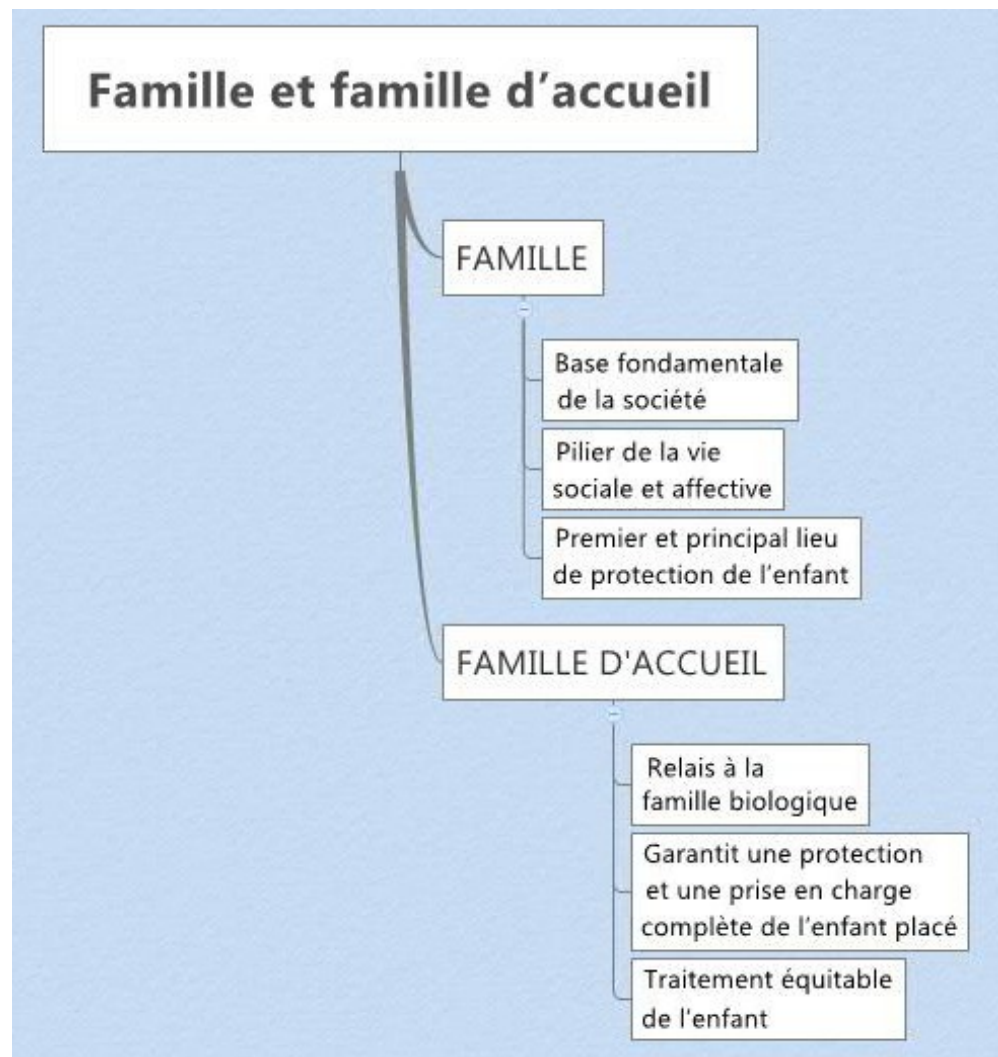 Famille et famille d’accueil
FAMILLE
Base fondamentale
de la société
Pilier de la vie
sociale et affective
Premier et principal lieu
de protection de l’enfant
FAMILLE D'ACCUEIL
Relais à la
famille biologique
Garantit une protection
et une prise en charge
complète de l’enfant placé
Traitement équitable
de l'enfant